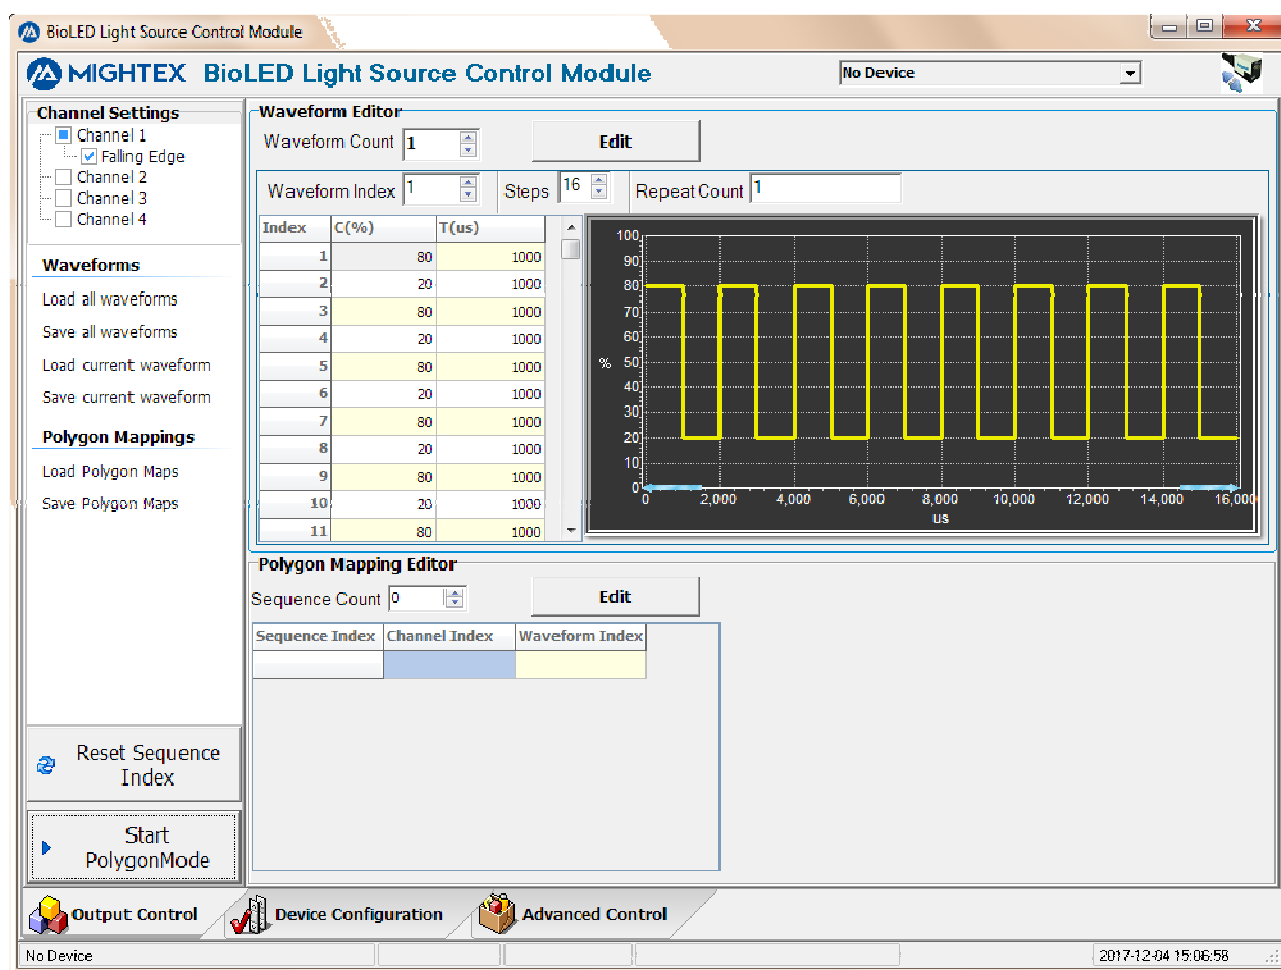 BioLED Light Source Control Module
MIGHTEX BioLED Light Source Control Module
No Device
Channel Settings
Channel 1
Falling Edge
Channel 2
Channel 3
Channel 4
Waveforms
Load all waveforms
Save all waveforms
Load current waveform
Save current waveform
Polygon Mappings
Load Polygon Maps
Save Polygon Maps
Reset Sequence
Index
Start
PolygonMode
Waveform Editor
Waveform Count 1
Edit
Waveform Index 1 Steps 16 Repeat Count 1
Index C(%) T(us)
1 80 1000
2 20 1000
3 80 1000
4 20 1000
5 80 1000
6 20 1000
7 80 1000
8 20 1000
9 80 1000
10 20 1000
11 80 1000
100
90
80
70
60
% 50
40
30
20
10
0
0 2,000 4,000 6,000 8,000 10,000 12,000 14,000 16,000
us
Polygon Mapping Editor
Sequence Count 0
Edit
Sequence Index Channel Index Waveform Index
Output Control Device Configuration Advanced Control
No Device 2017-12-04 15:06:58